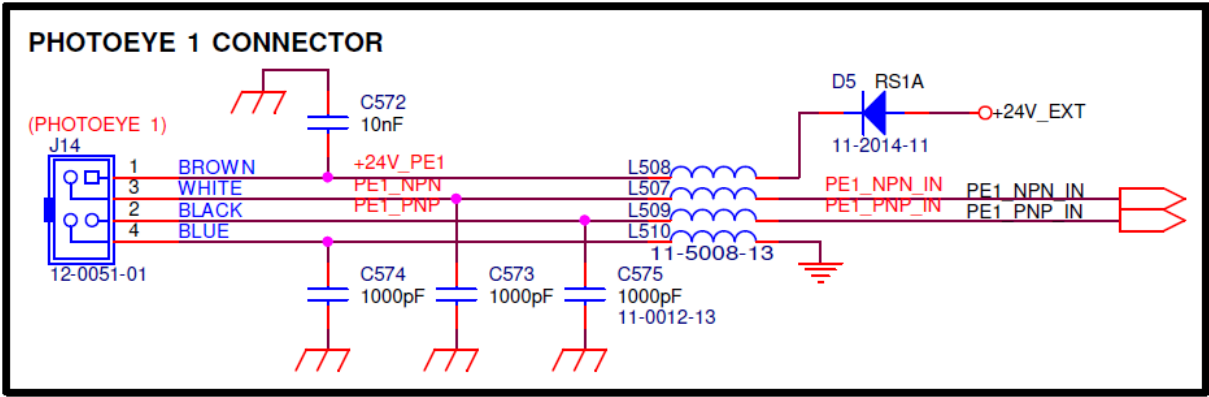 PHOTOEYE 1 CONNECTOR
D5 RS1A
C572
10nF
+24V_EXT
(PHOTOEYE 1)
J14
11-2014-11
1 BROWN +24V_PE1 L508
3 WHITE PE1_NPN L507 PE1_NPN_IN PE1_NPN_IN
2 BLACK PE1_PNP L509 PE1_PNP_IN PE1_PNP_IN
4 BLUE L510
11-5008-13
12-0051-01
C574 C573 C575
1000pF 1000pF 1000pF
11-0012-13